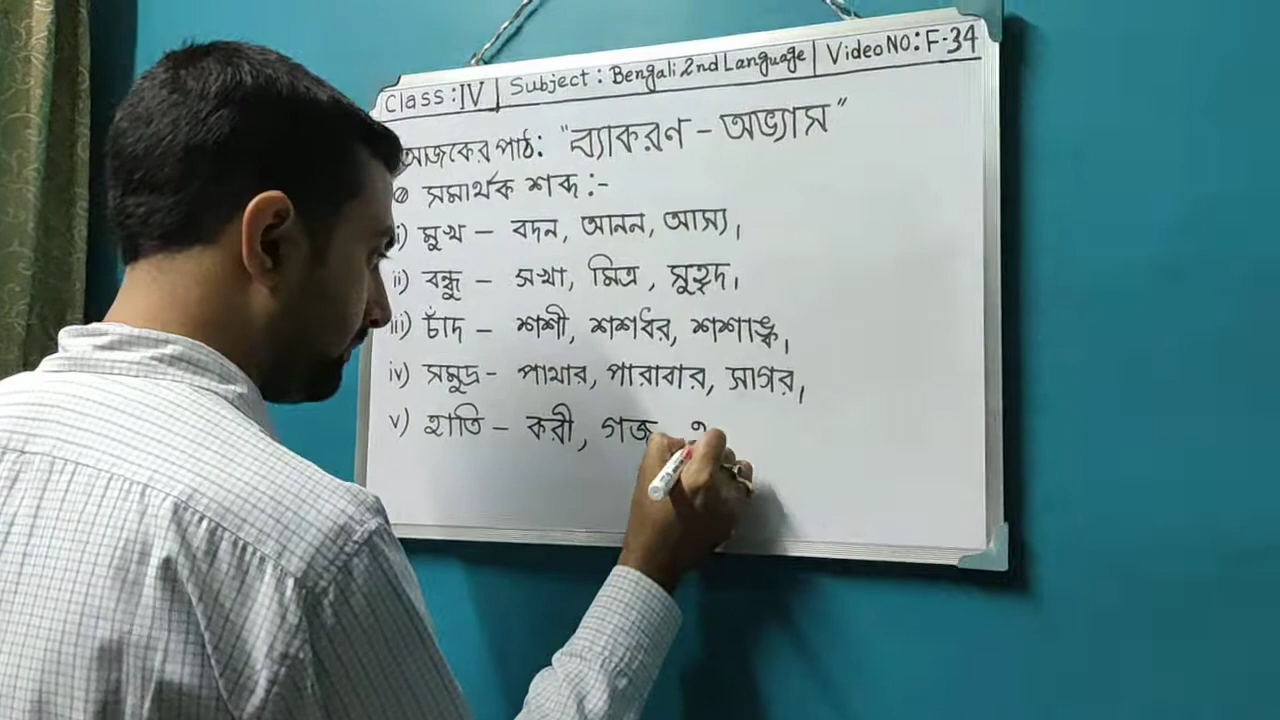 Class: IV | Subject: Bengali 2nd Language | Video NO: F-34
আজকের পাঠ: "ব্যাকরণ - অভ্যাস"
সমার্থক শব্দ :-
i) মুখ - বদন, আনন, আস্য,
ii) বন্ধু - সখা, মিত্র, সুহৃদ,
iii) চাঁদ - শশী, শশধর, শশাঙ্ক,
iv) সমুদ্র - পাথার, পারাবার, সাগর,
v) হাতি - করী, গজ